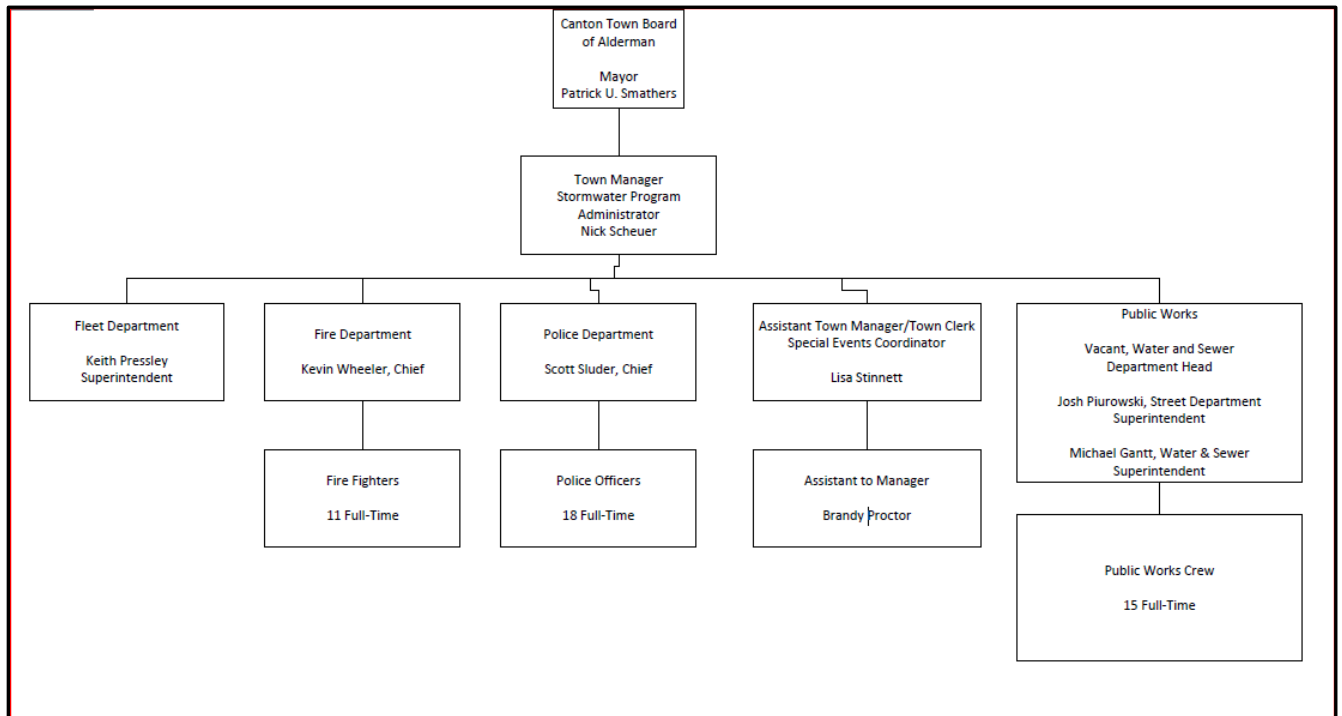 Canton Town Board
of Alderman
Mayor
Patrick U. Smathers
Town Manager
Stormwater Program
Administrator
Nick Scheuer
Fleet Department
Keith Pressley
Superintendent
Fire Department
Kevin Wheeler, Chief
Police Department
Scott Sluder, Chief
Assistant Town Manager/Town Clerk
Special Events Coordinator
Lisa Stinnett
Public Works
Vacant, Water and Sewer
Department Head
Josh Piurowski, Street Department
Superintendent
Michael Gantt, Water & Sewer
Superintendent
Fire Fighters
11 Full-Time
Police Officers
18 Full-Time
Assistant to Manager
Brandy Proctor
Public Works Crew
15 Full-Time